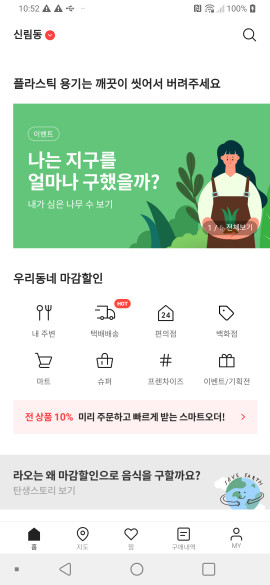 10:52
100%
신림동
플라스틱 용기는 깨끗이 씻어서 버려주세요
이벤트
나는 지구를
얼마나 구했을까?
내가 심은 나무 수 보기
전체보기
우리동네 마감할인
HOT
24
내 주변
택배배송
편의점
백화점
#
마트
슈퍼
프렌차이즈
이벤트/기획전
전 상품 10% 미리 주문하고 빠르게 받는 스마트오더!
라오는 왜 마감할인으로 음식을 구할까요?
탄생스토리 보기
SAVE EARTH
홈
지도
찜
구매내역
MY